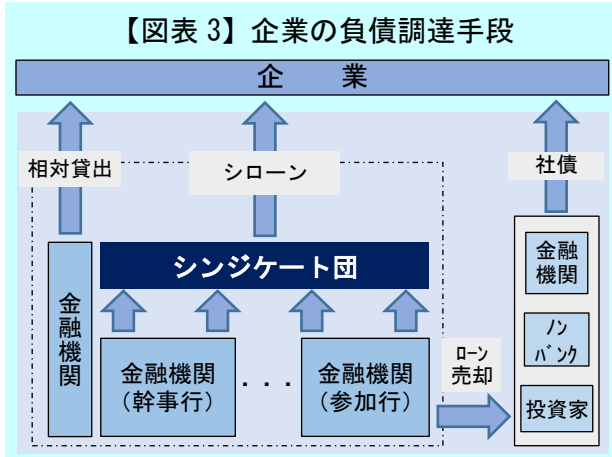 【図表 3】企業の負債調達手段
企 業
相対貸出
シローン
社債
シンジケート団
金融機関
金融機関
(幹事行)
・・・
金融機関
(参加行)
ﾛｰﾝ
売却
金融
機関
ﾉﾝ
ﾊﾞﾝｸ
投資家